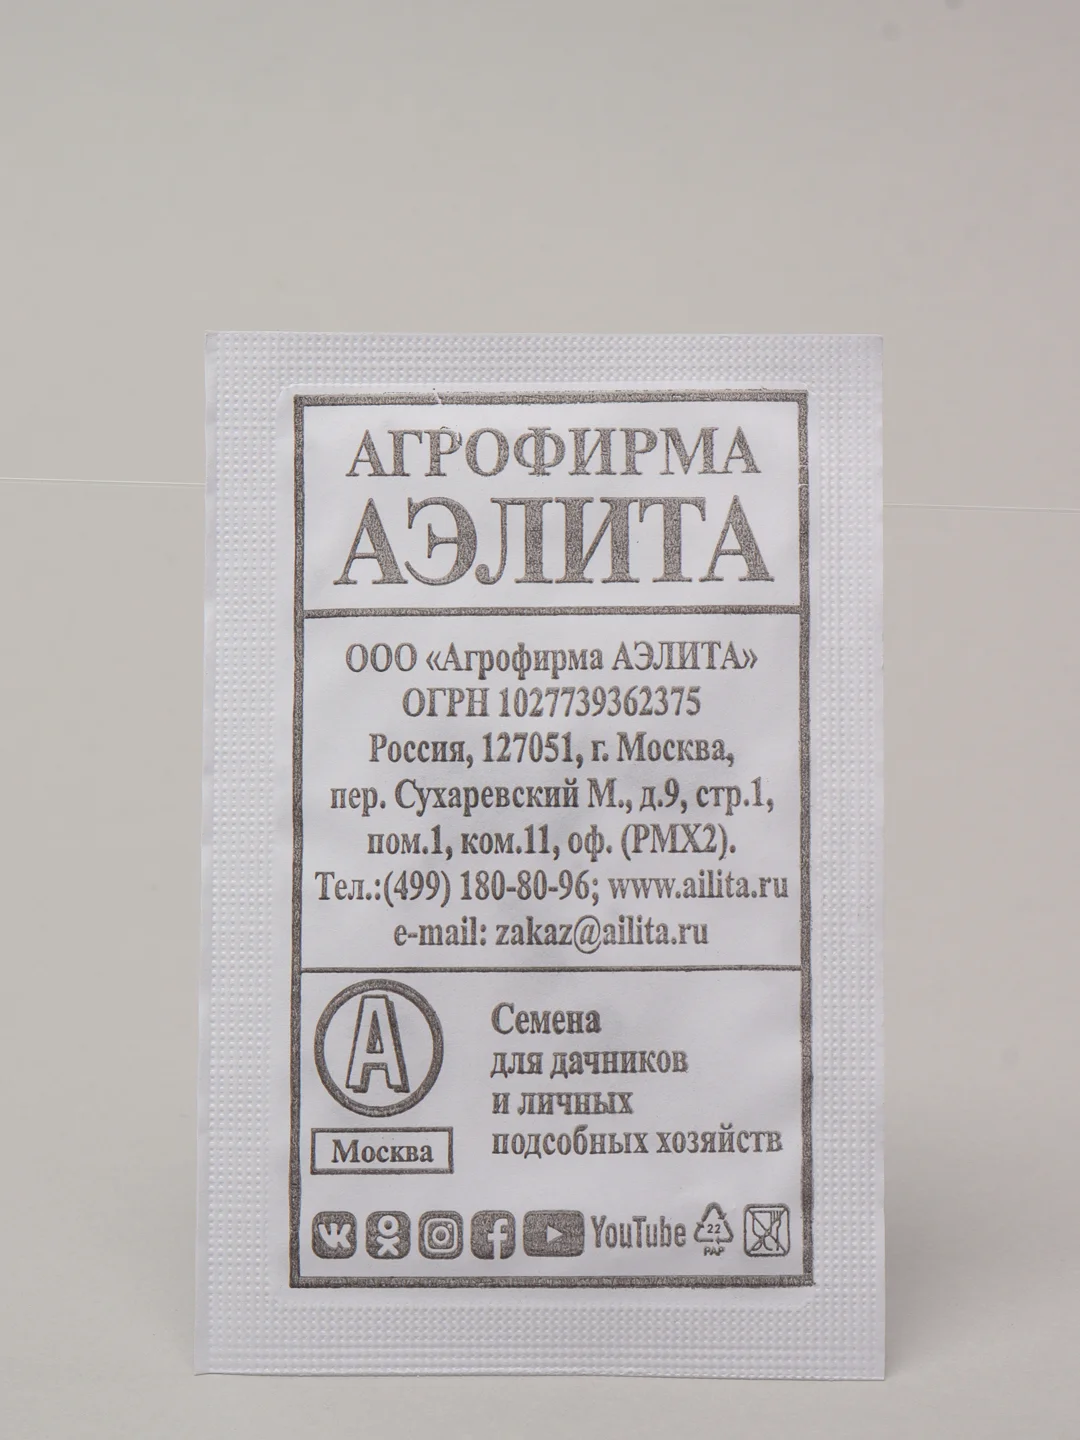 АГРОФИРМА
АЭЛИТА
ООО «Агрофирма АЭЛИТА»
ОГРН 1027739362375
Россия, 127051, г. Москва,
пер. Сухаревский М., д.9, стр.1,
пом.1, ком.11, оф. (РМХ2).
Тел.:(499) 180-80-96; www.ailita.ru
e-mail: zakaz@ailita.ru
А
Москва
Семена
для дачников
и личных
подсобных хозяйств
YouTube
22
PAP